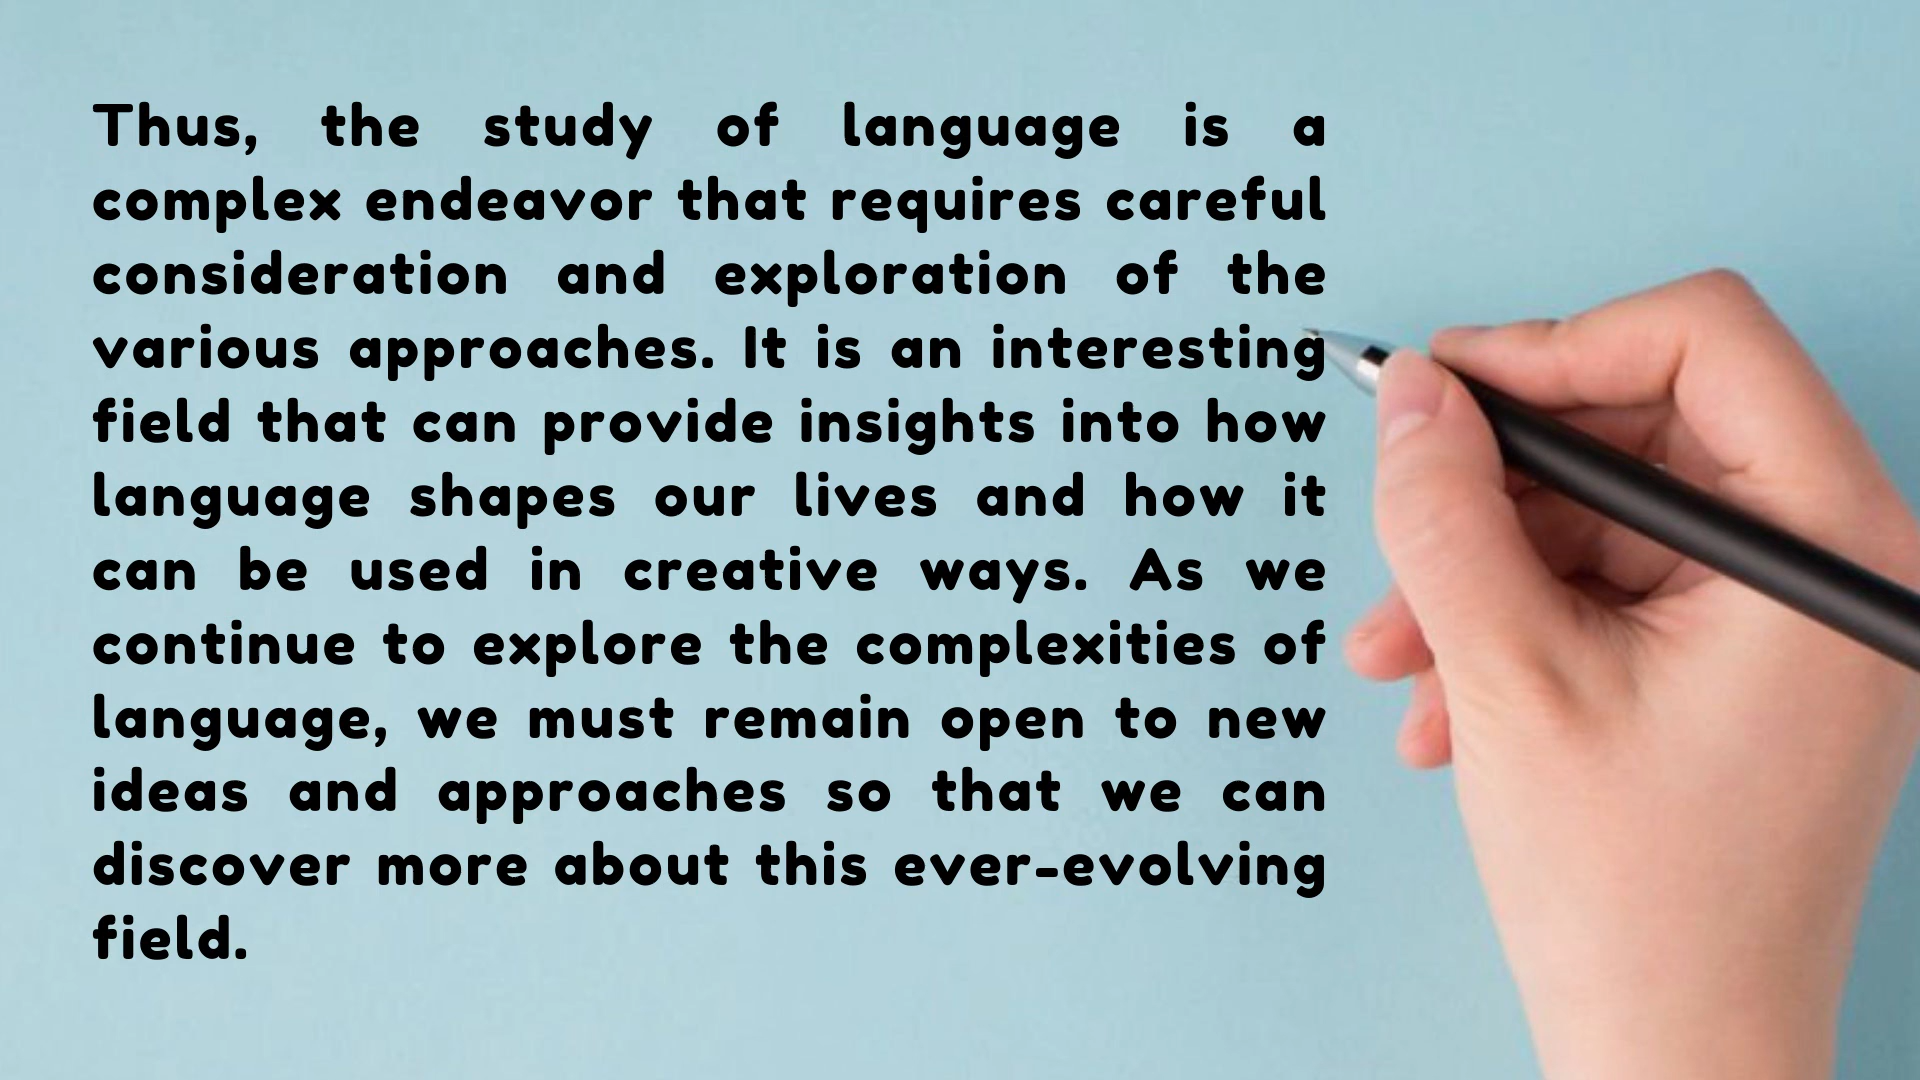 Thus, the study of language is a
complex endeavor that requires careful
consideration and exploration of the
various approaches. It is an interesting
field that can provide insights into how
language shapes our lives and how it
can be used in creative ways. As we
continue to explore the complexities of
language, we must remain open to new
ideas and approaches so that we can
discover more about this ever-evolving
field.